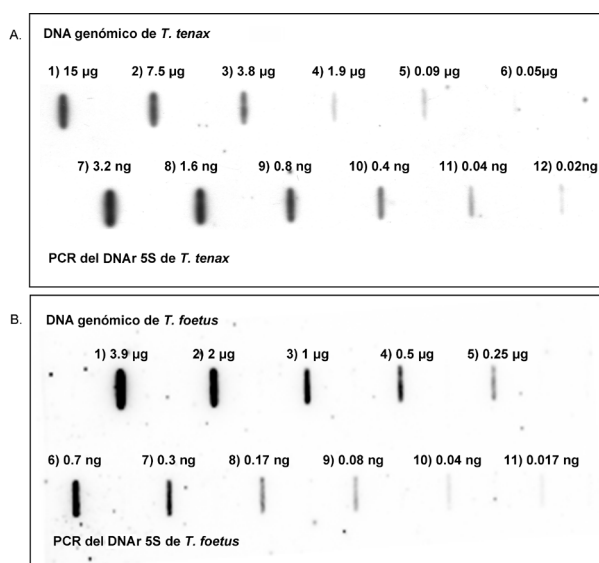 A.
DNA genómico de T. tenax
1) 15 µg 2) 7.5 µg 3) 3.8 µg 4) 1.9 µg 5) 0.09 µg 6) 0.05µg
7) 3.2 ng 8) 1.6 ng 9) 0.8 ng 10) 0.4 ng 11) 0.04 ng 12) 0.02ng
PCR del DNAr 5S de T. tenax
B.
DNA genómico de T. foetus
1) 3.9 µg 2) 2 µg 3) 1 µg 4) 0.5 µg 5) 0.25 µg
6) 0.7 ng 7) 0.3 ng 8) 0.17 ng 9) 0.08 ng 10) 0.04 ng 11) 0.017 ng
PCR del DNAr 5S de T. foetus